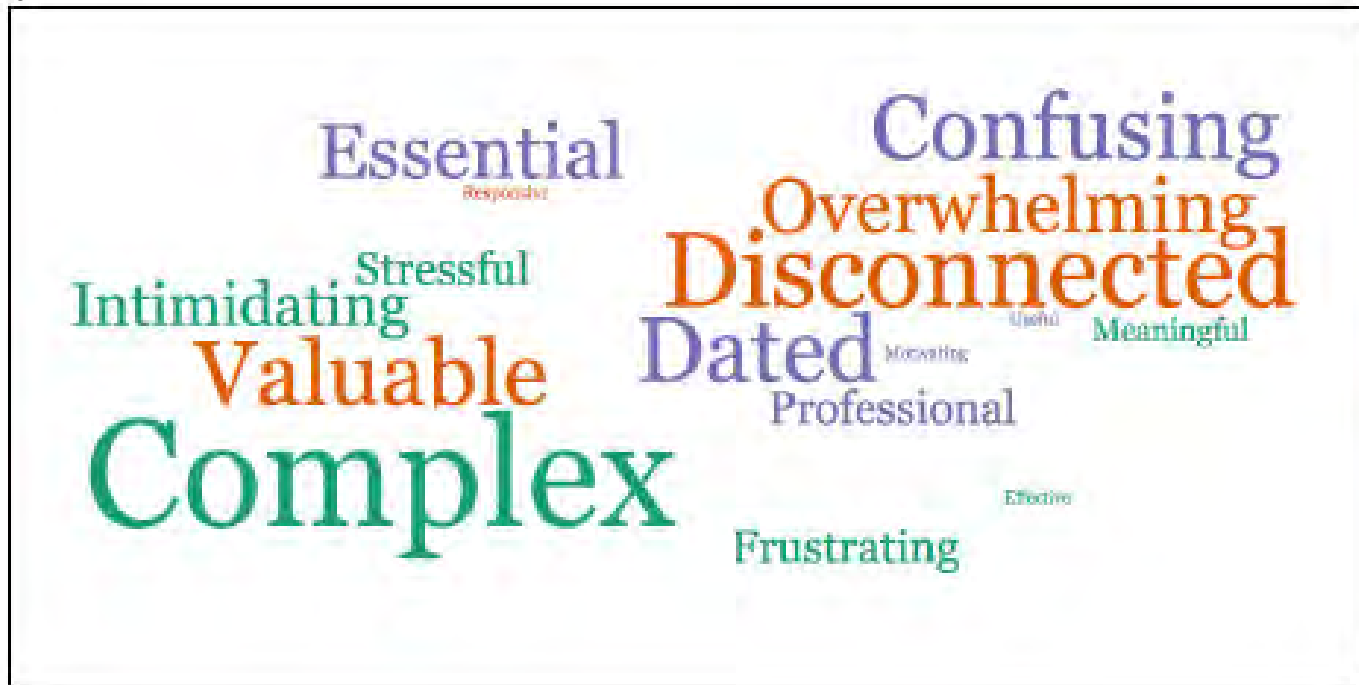 Essential
Responsive
Stressful
Intimidating
Valuable
Complex
Confusing
Overwhelming
Disconnected
Useful
Meaningful
Dated
Motivating
Professional
Effective
Frustrating